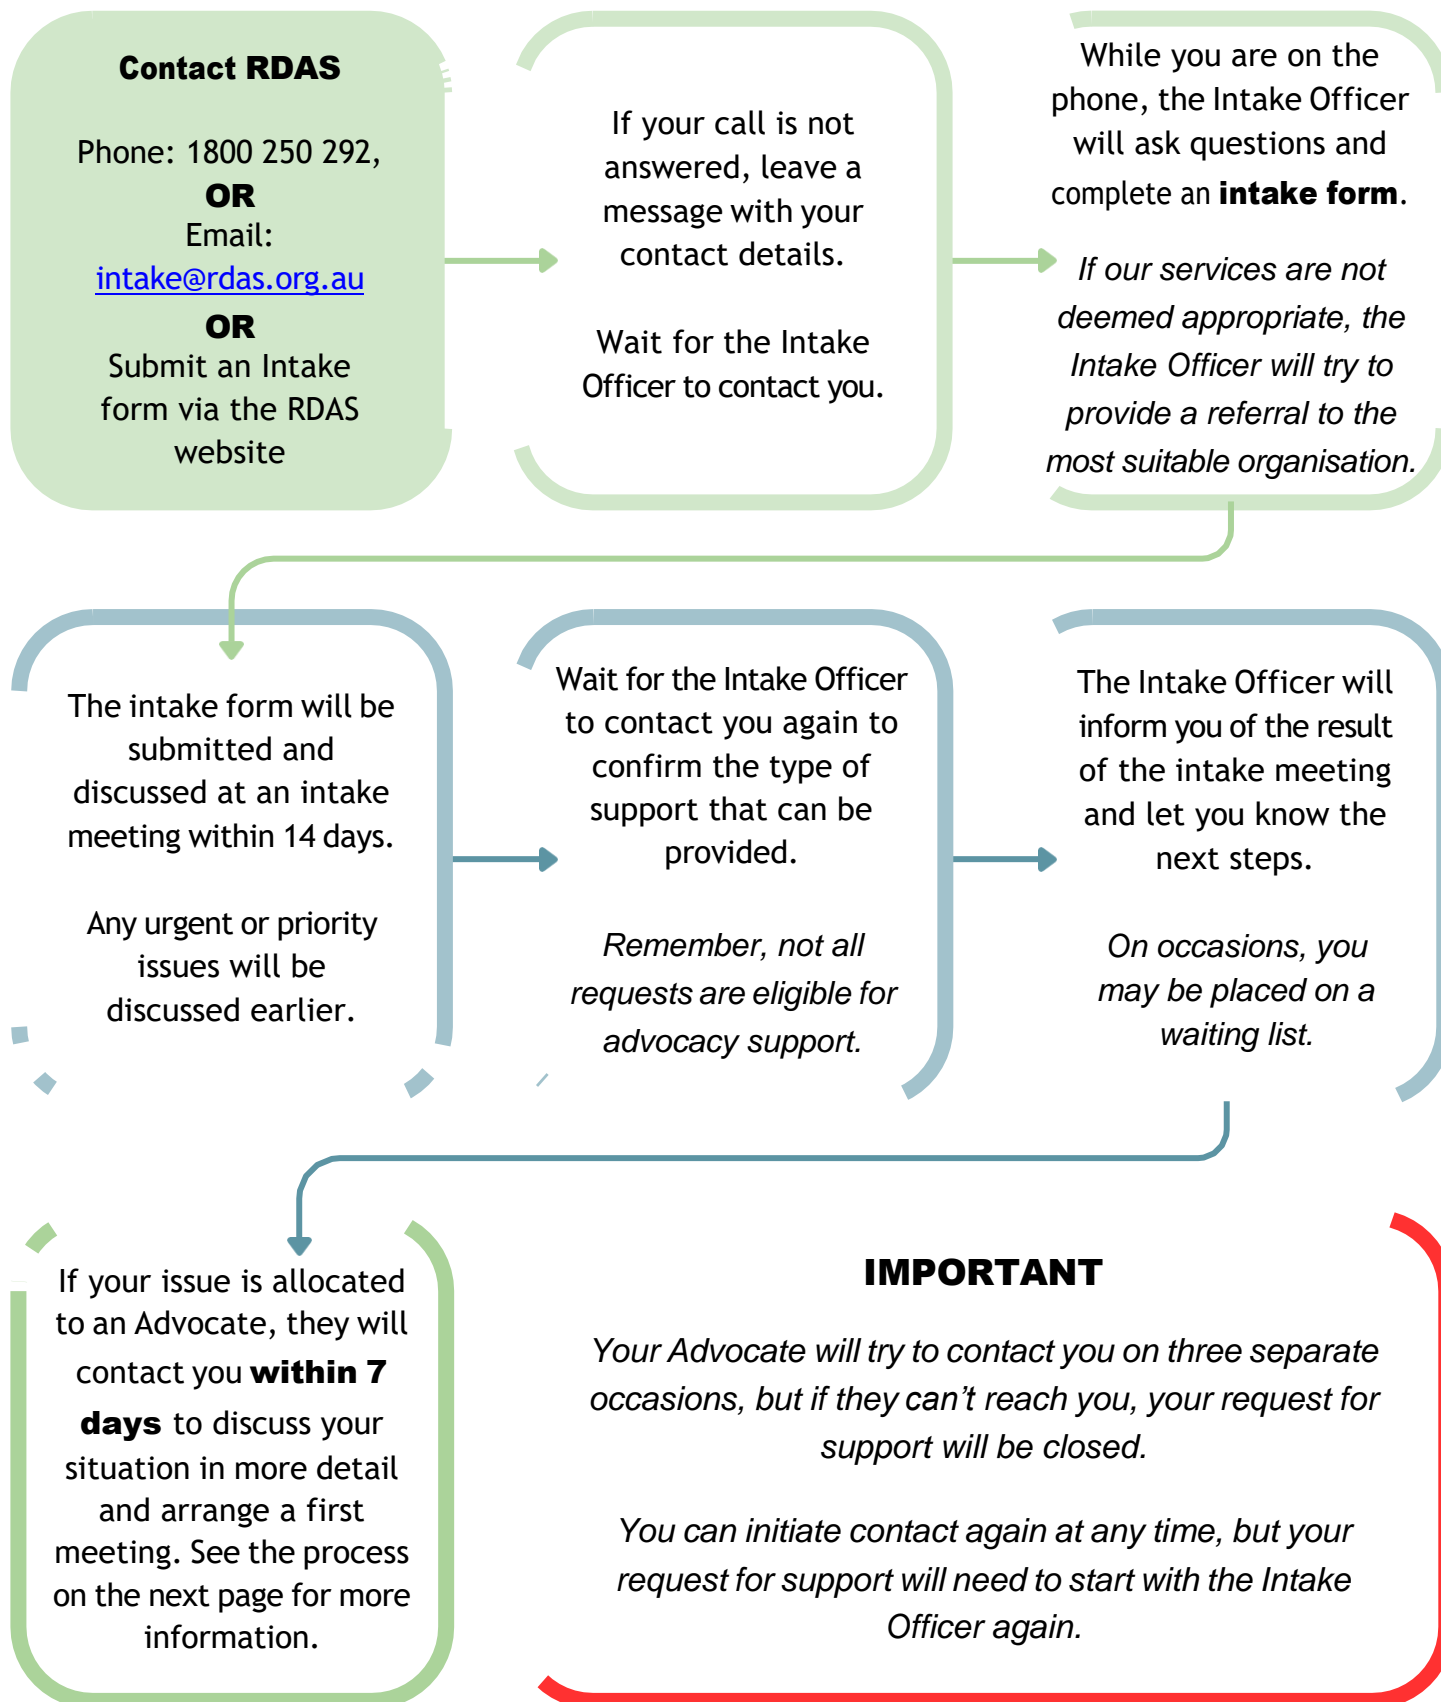 Contact RDAS
Phone: 1800 250 292,
OR
Email:
intake@rdas.org.au
OR
Submit an Intake
form via the RDAS
website
If your call is not
answered, leave a
message with your
contact details.
Wait for the Intake
Officer to contact you.
While you are on the
phone, the Intake Officer
will ask questions and
complete an intake form.
If our services are not
deemed appropriate, the
Intake Officer will try to
provide a referral to the
most suitable organisation.
The intake form will be
submitted and
discussed at an intake
meeting within 14 days.
Any urgent or priority
issues will be
discussed earlier.
Wait for the Intake Officer
to contact you again to
confirm the type of
support that can be
provided.
Remember, not all
requests are eligible for
advocacy support.
The Intake Officer will
inform you of the result
of the intake meeting
and let you know the
next steps.
On occasions, you
may be placed on a
waiting list.
If your issue is allocated
to an Advocate, they will
contact you within 7
days to discuss your
situation in more detail
and arrange a first
meeting. See the process
on the next page for more
information.
IMPORTANT
Your Advocate will try to contact you on three separate
occasions, but if they can’t reach you, your request for
support will be closed.
You can initiate contact again at any time, but your
request for support will need to start with the Intake
Officer again.